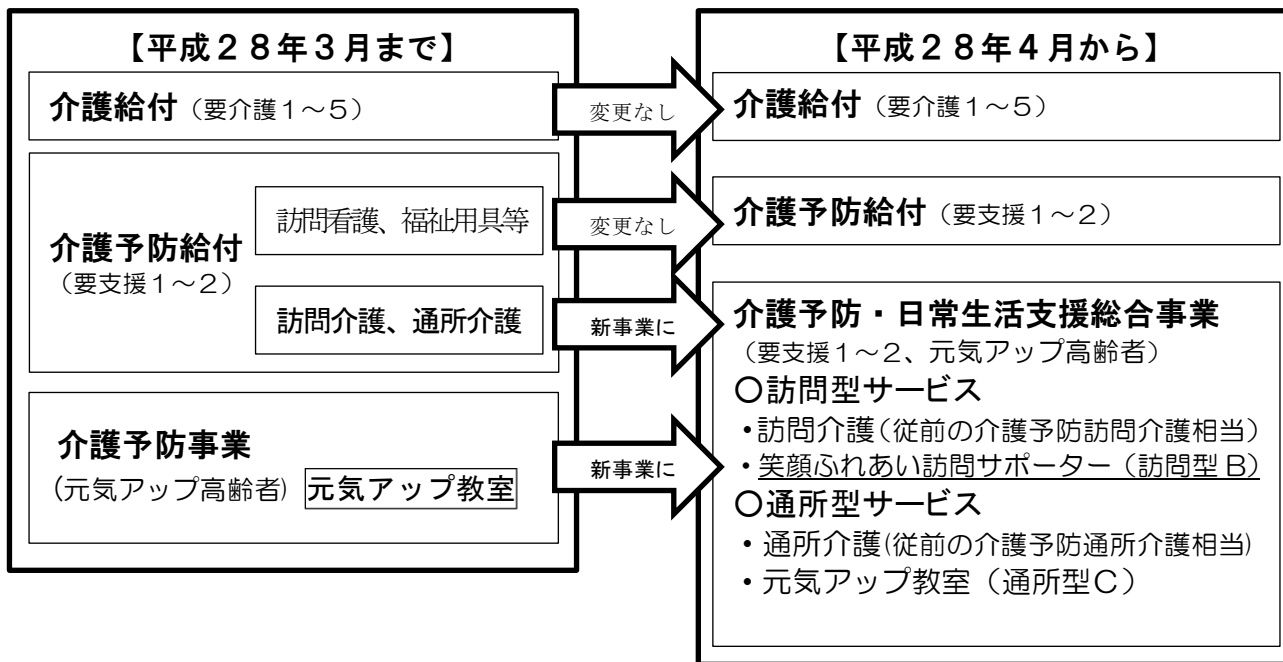 【平成２８年３月まで】
介護給付（要介護１～５）
介護予防給付
（要支援１～２）
訪問看護、福祉用具等
訪問介護、通所介護
介護予防事業
(元気アップ高齢者) 元気アップ教室
変更なし
変更なし
新事業に
新事業に
【平成２８年４月から】
介護給付（要介護１～５）
介護予防給付（要支援１～２）
介護予防・日常生活支援総合事業
（要支援１～２、元気アップ高齢者）
〇訪問型サービス
・訪問介護（従前の介護予防訪問介護相当）
・笑顔ふれあい訪問サポーター（訪問型Ｂ）
〇通所型サービス
・通所介護(従前の介護予防通所介護相当)
・元気アップ教室（通所型Ｃ）